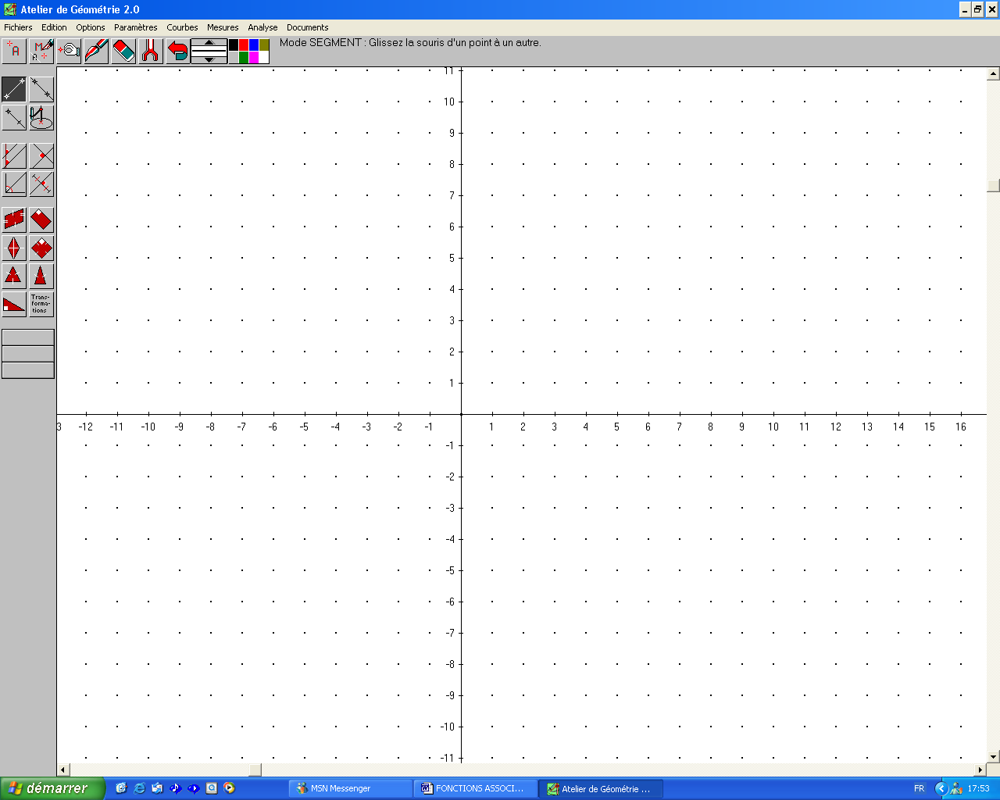 Atelier de Géométrie 2.0
Fichiers Edition Options Paramètres Courbes Mesures Analyse Documents
A M A Mode SEGMENT : Glissez la souris d'un point à un autre.
11
10
9
8
7
6
5
4
Trans-
forma-
tions
3
2
1
3 -12 -11 -10 -9 -8 -7 -6 -5 -4 -3 -2 -1 1 2 3 4 5 6 7 8 9 10 11 12 13 14 15 16
-1
-2
-3
-4
-5
-6
-7
-8
-9
-10
-11
démarrer MSN Messenger FONCTIONS ASSOCI... Atelier de Géométrie ... FR 17:53